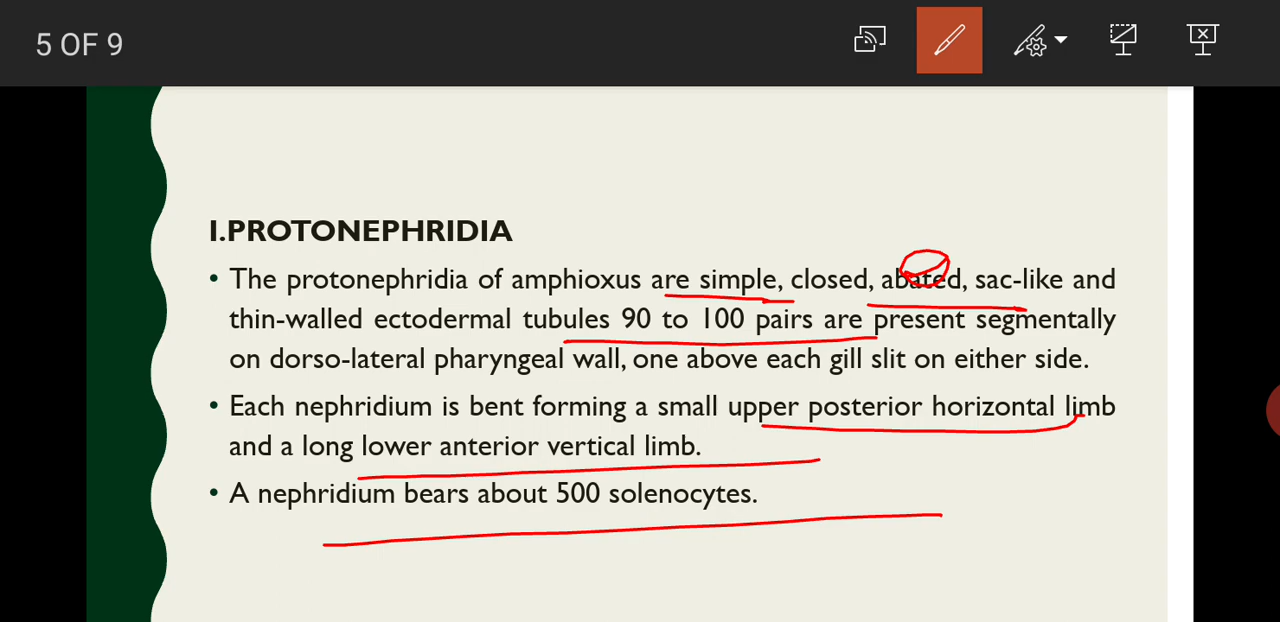 5 OF 9
I.PROTONEPHRIDIA
• The protonephridia of amphioxus are simple, closed, abated, sac-like and
thin-walled ectodermal tubules 90 to 100 pairs are present segmentally
on dorso-lateral pharyngeal wall, one above each gill slit on either side.
• Each nephridium is bent forming a small upper posterior horizontal limb
and a long lower anterior vertical limb.
• A nephridium bears about 500 solenocytes.